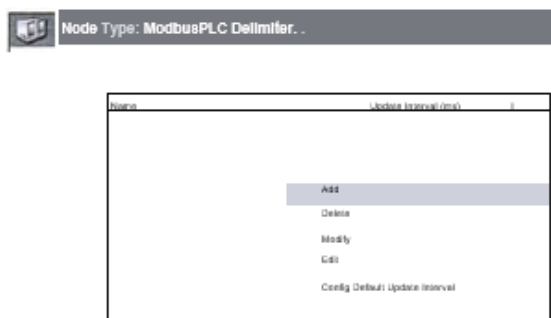 Node Type: ModbusPLC Delimiter. .
Name Update Interval (ms)
Add
Delete
Modify
Edit
Config Default Update Interval